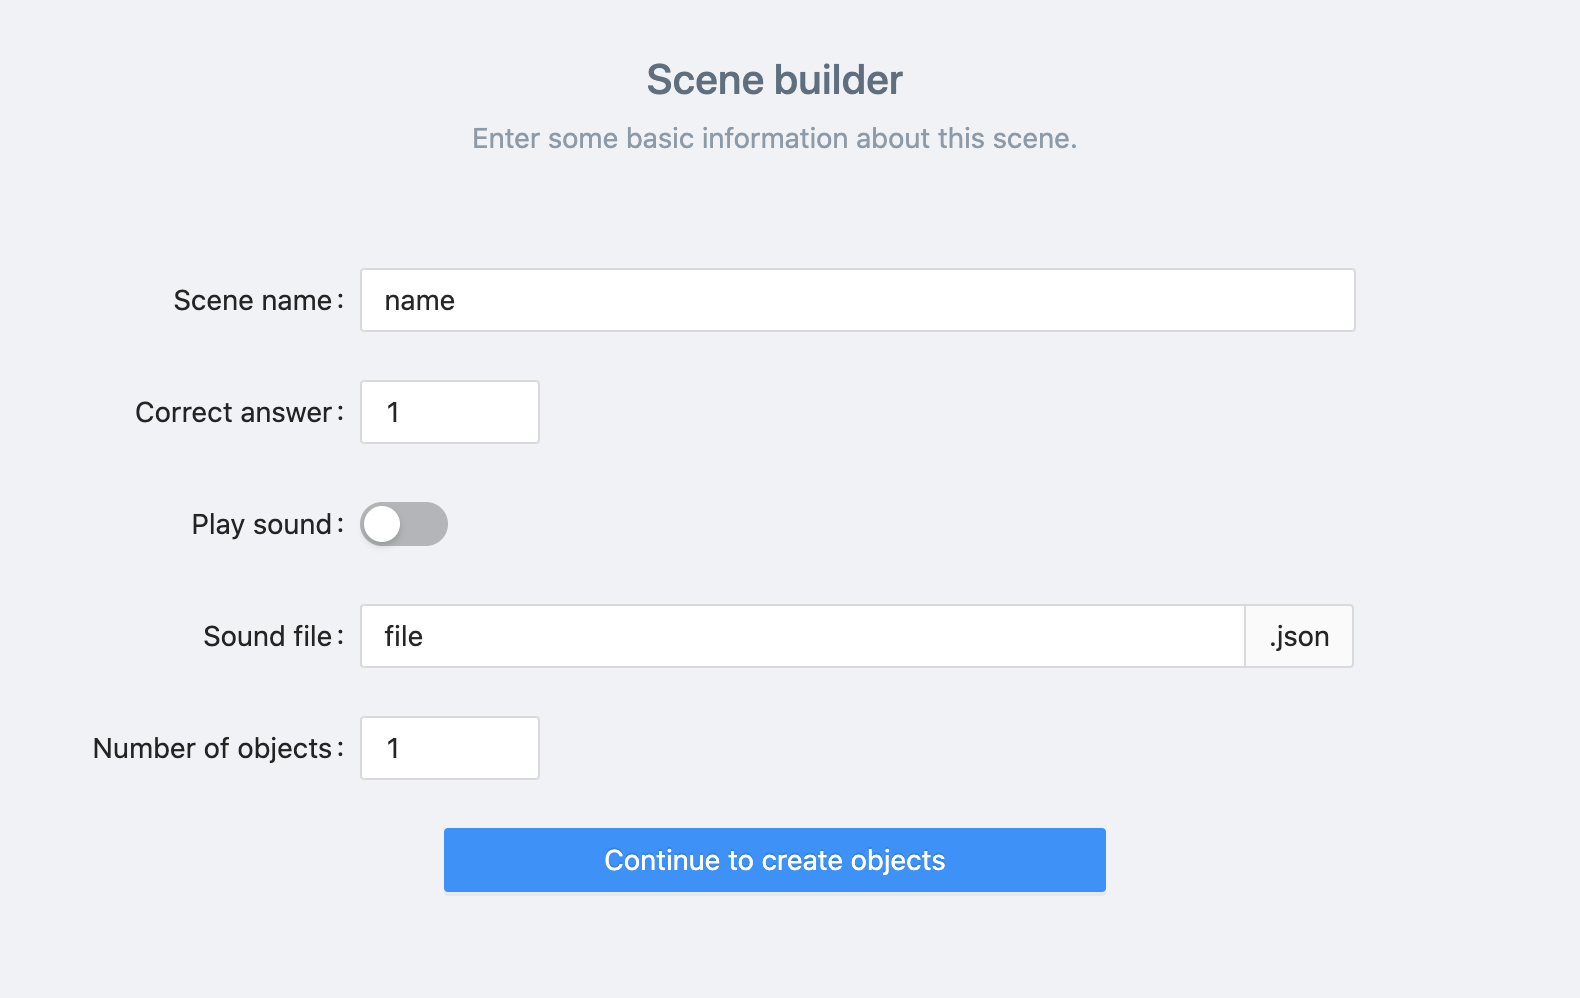 Scene builder
Enter some basic information about this scene.
Scene name: name
Correct answer: 1
Play sound:
Sound file: file .json
Number of objects: 1
Continue to create objects